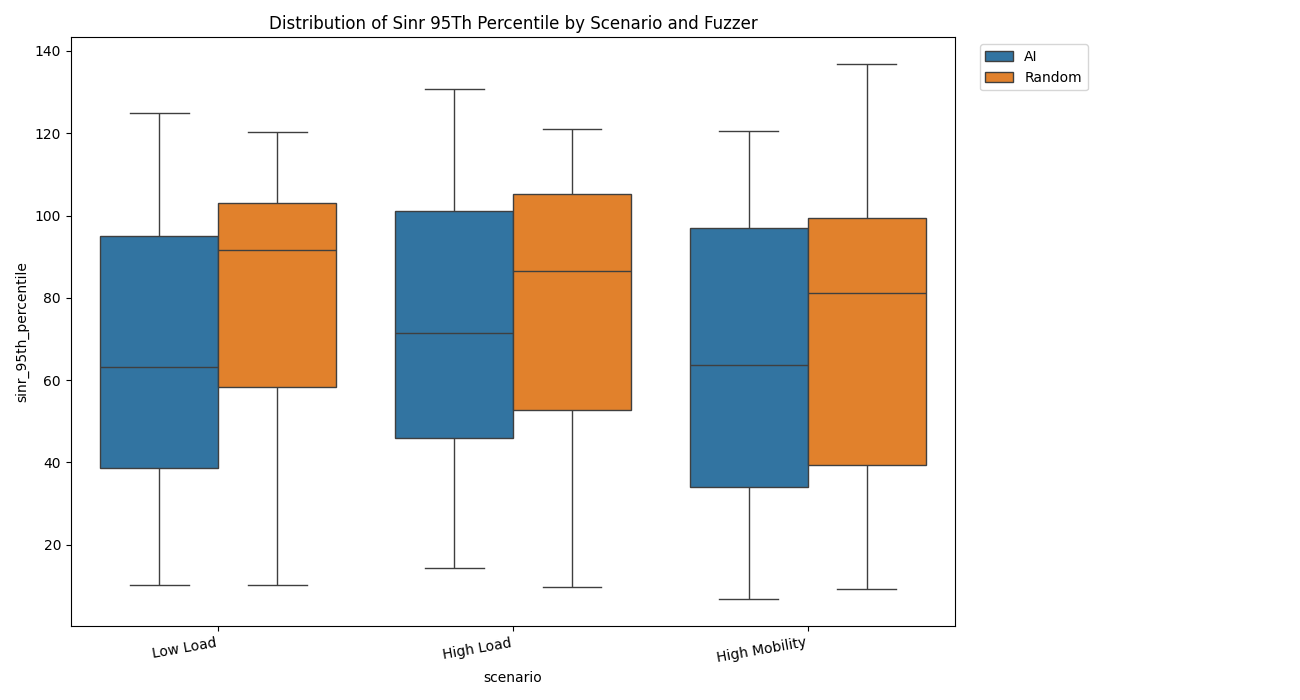 Distribution of Sinr 95Th Percentile by Scenario and Fuzzer
AI
Random
sinr_95th_percentile
140
120
100
80
60
40
20
Low Load
High Load
High Mobility
scenario